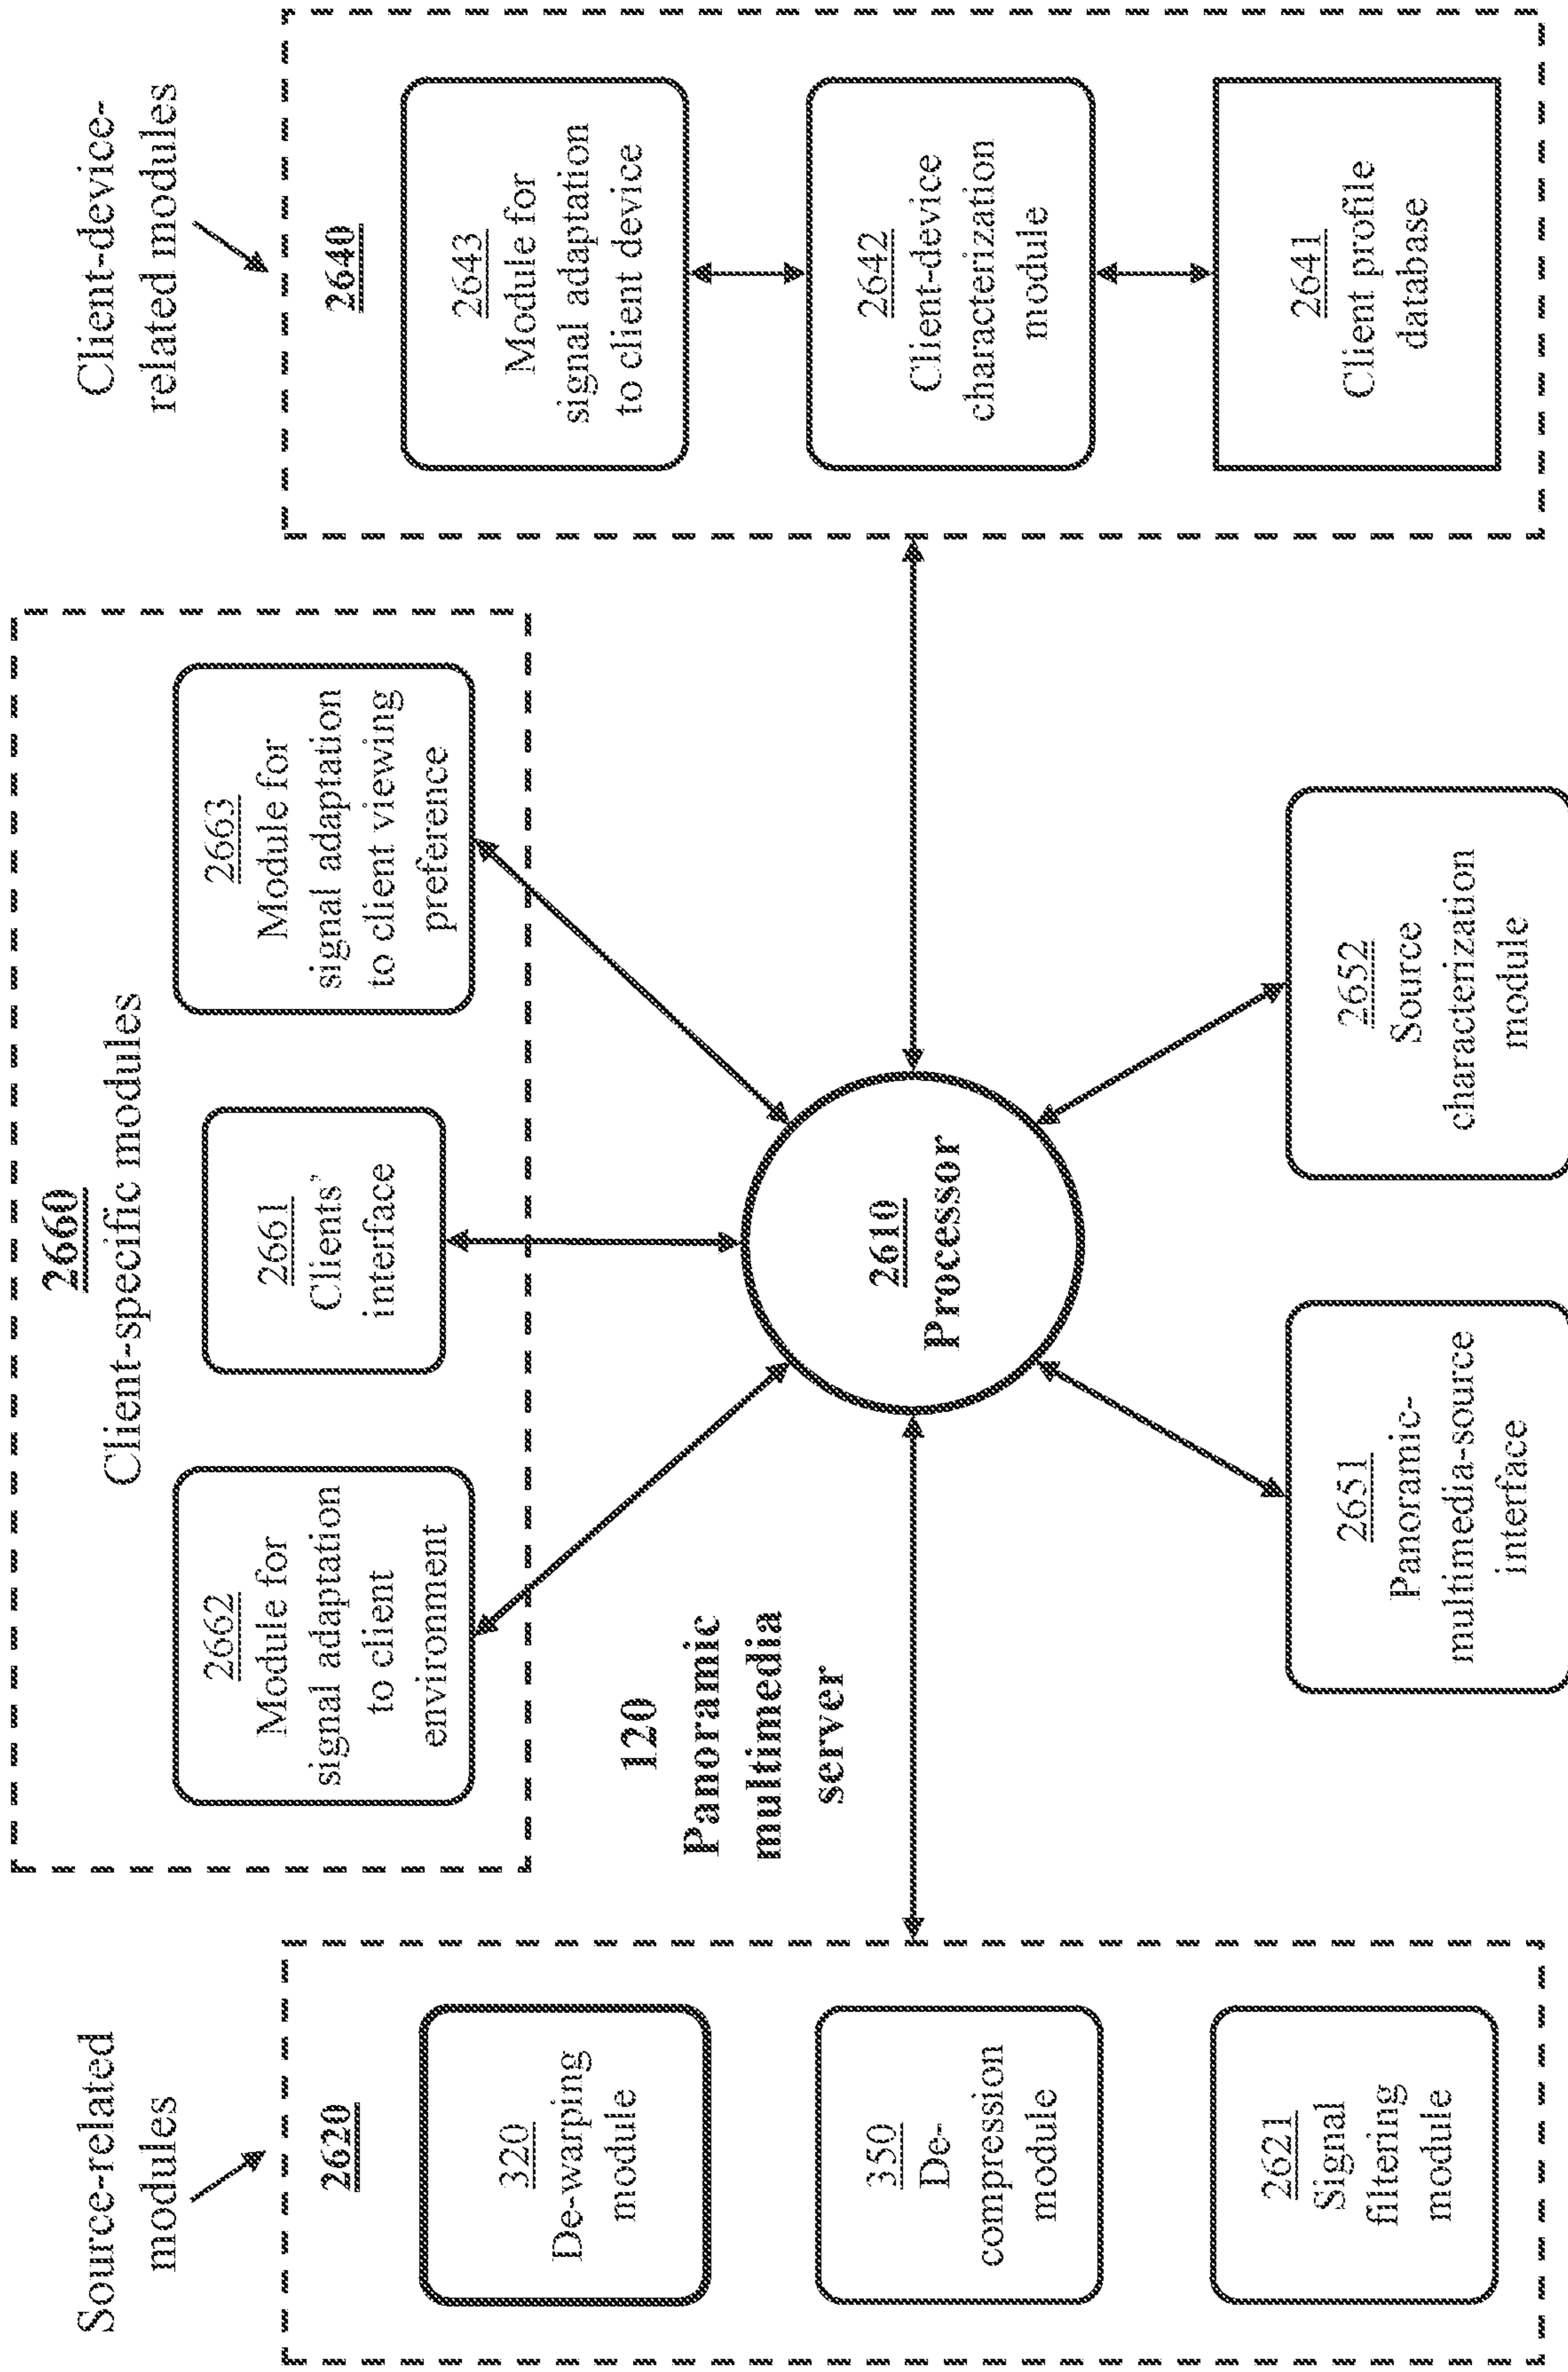 Source-related
modules
2620
320
De-warping
module
350
De-
compression
module
2621
Signal
filtering
module
2660
Client-specific modules
2662
Module for
signal adaptation
to client
environment
2661
Clients’
interface
2663
Module for
signal adaptation
to client viewing
preference
120
Panoramic
multimedia
server
2610
Processor
2651
Panoramic-
multimedia-source
interface
2652
Source
characterization
module
Client-device-
related modules
2640
2643
Module for
signal adaptation
to client device
2642
Client-device
characterization
module
2641
Client profile
database